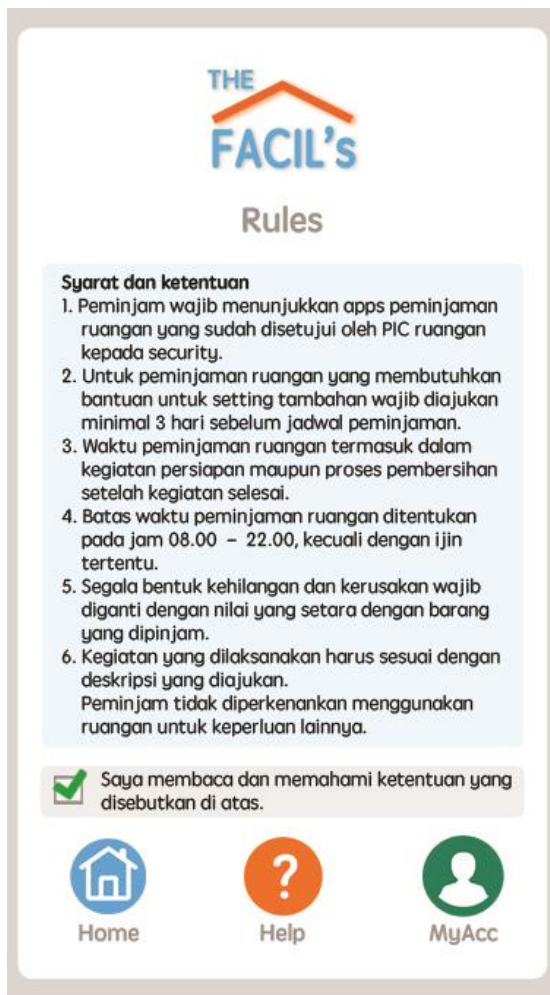 THE
FACIL's
Rules
Syarat dan ketentuan
1. Peminjam wajib menunjukkan apps peminjaman
ruangan yang sudah disetujui oleh PIC ruangan
kepada security.
2. Untuk peminjaman ruangan yang membutuhkan
bantuan untuk setting tambahan wajib diajukan
minimal 3 hari sebelum jadwal peminjaman.
3. Waktu peminjaman ruangan termasuk dalam
kegiatan persiapan maupun proses pembersihan
setelah kegiatan selesai.
4. Batas waktu peminjaman ruangan ditentukan
pada jam 08.00 – 22.00, kecuali dengan ijin
tertentu.
5. Segala bentuk kehilangan dan kerusakan wajib
diganti dengan nilai yang setara dengan barang
yang dipinjam.
6. Kegiatan yang dilaksanakan harus sesuai dengan
deskripsi yang diajukan.
Peminjam tidak diperkenankan menggunakan
ruangan untuk keperluan lainnya.
Saya membaca dan memahami ketentuan yang
disebutkan di atas.
?
Home Help MyAcc